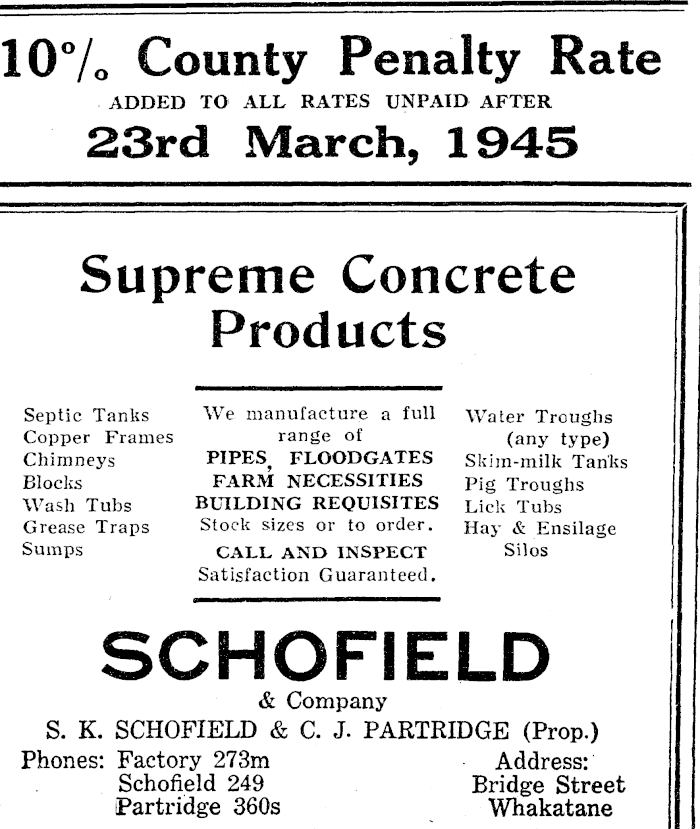 10% County Penalty Rate
ADDED TO ALL RATES UNPAID AFTER
23rd March, 1945
Supreme Concrete
Products
Septic Tanks
Copper Frames
Chimneys
Blocks
Wash Tubs
Grease Traps
Sumps
We manufacture a full
range of
PIPES, FLOODGATES
FARM NECESSITIES
BUILDING REQUISITES
Stock sizes or to order.
CALL AND INSPECT
Satisfaction Guaranteed.
Water Troughs
(any type)
Skim-milk Tanks
Pig Troughs
Lick Tubs
Hay & Ensilage
Silos
SCHOFIELD
& Company
S. K. SCHOFIELD & C. J. PARTRIDGE (Prop.)
Phones: Factory 273m
Schofield 249
Partridge 360s
Address:
Bridge Street
Whakatane